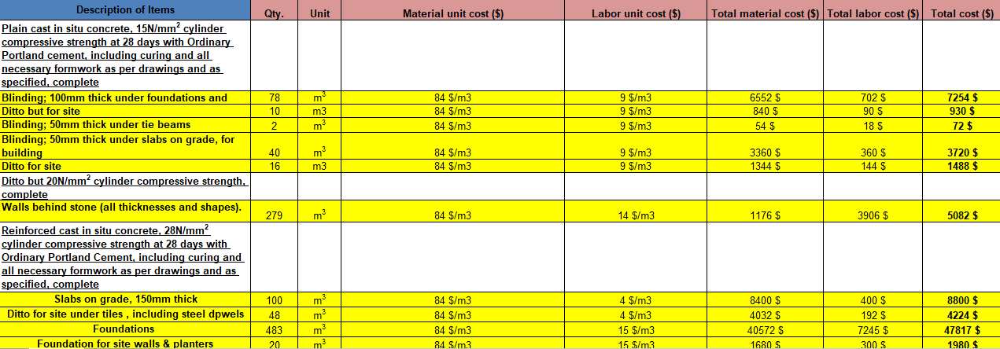 Description of Items Qty. Unit Material unit cost ($) Labor unit cost ($) Total material cost ($) Total labor cost ($) Total cost ($)
Plain cast in situ concrete, 15N/mm² cylinder
compressive strength at 28 days with Ordinary
Portland cement, including curing and all
necessary formwork as per drawings and as
specified, complete
Blinding; 100mm thick under foundations and 78 m³ 84 $/m3 9 $/m3 6552 $ 702 $ 7254 $
Ditto but for site 10 m3 84 $/m3 9 $/m3 840 $ 90 $ 930 $
Blinding; 50mm thick under tie beams 2 m³ 84 $/m3 9 $/m3 54 $ 18 $ 72 $
Blinding; 50mm thick under slabs on grade, for
building 40 m³ 84 $/m3 9 $/m3 3360 $ 360 $ 3720 $
Ditto for site 16 m3 84 $/m3 9 $/m3 1344 $ 144 $ 1488 $
Ditto but 20N/mm² cylinder compressive strength,
complete
Walls behind stone (all thicknesses and shapes). 279 m³ 84 $/m3 14 $/m3 1176 $ 3906 $ 5082 $
Reinforced cast in situ concrete, 28N/mm²
cylinder compressive strength at 28 days with
Ordinary Portland Cement, including curing and
all necessary formwork as per drawings and as
specified, complete
Slabs on grade, 150mm thick 100 m³ 84 $/m3 4 $/m3 8400 $ 400 $ 8800 $
Ditto for site under tiles , including steel dpwels 48 m³ 84 $/m3 4 $/m3 4032 $ 192 $ 4224 $
Foundations 483 m³ 84 $/m3 15 $/m3 40572 $ 7245 $ 47817 $
Foundation for site walls & planters 20 m³ 84 $/m3 15 $/m3 1680 $ 300 $ 1980 $